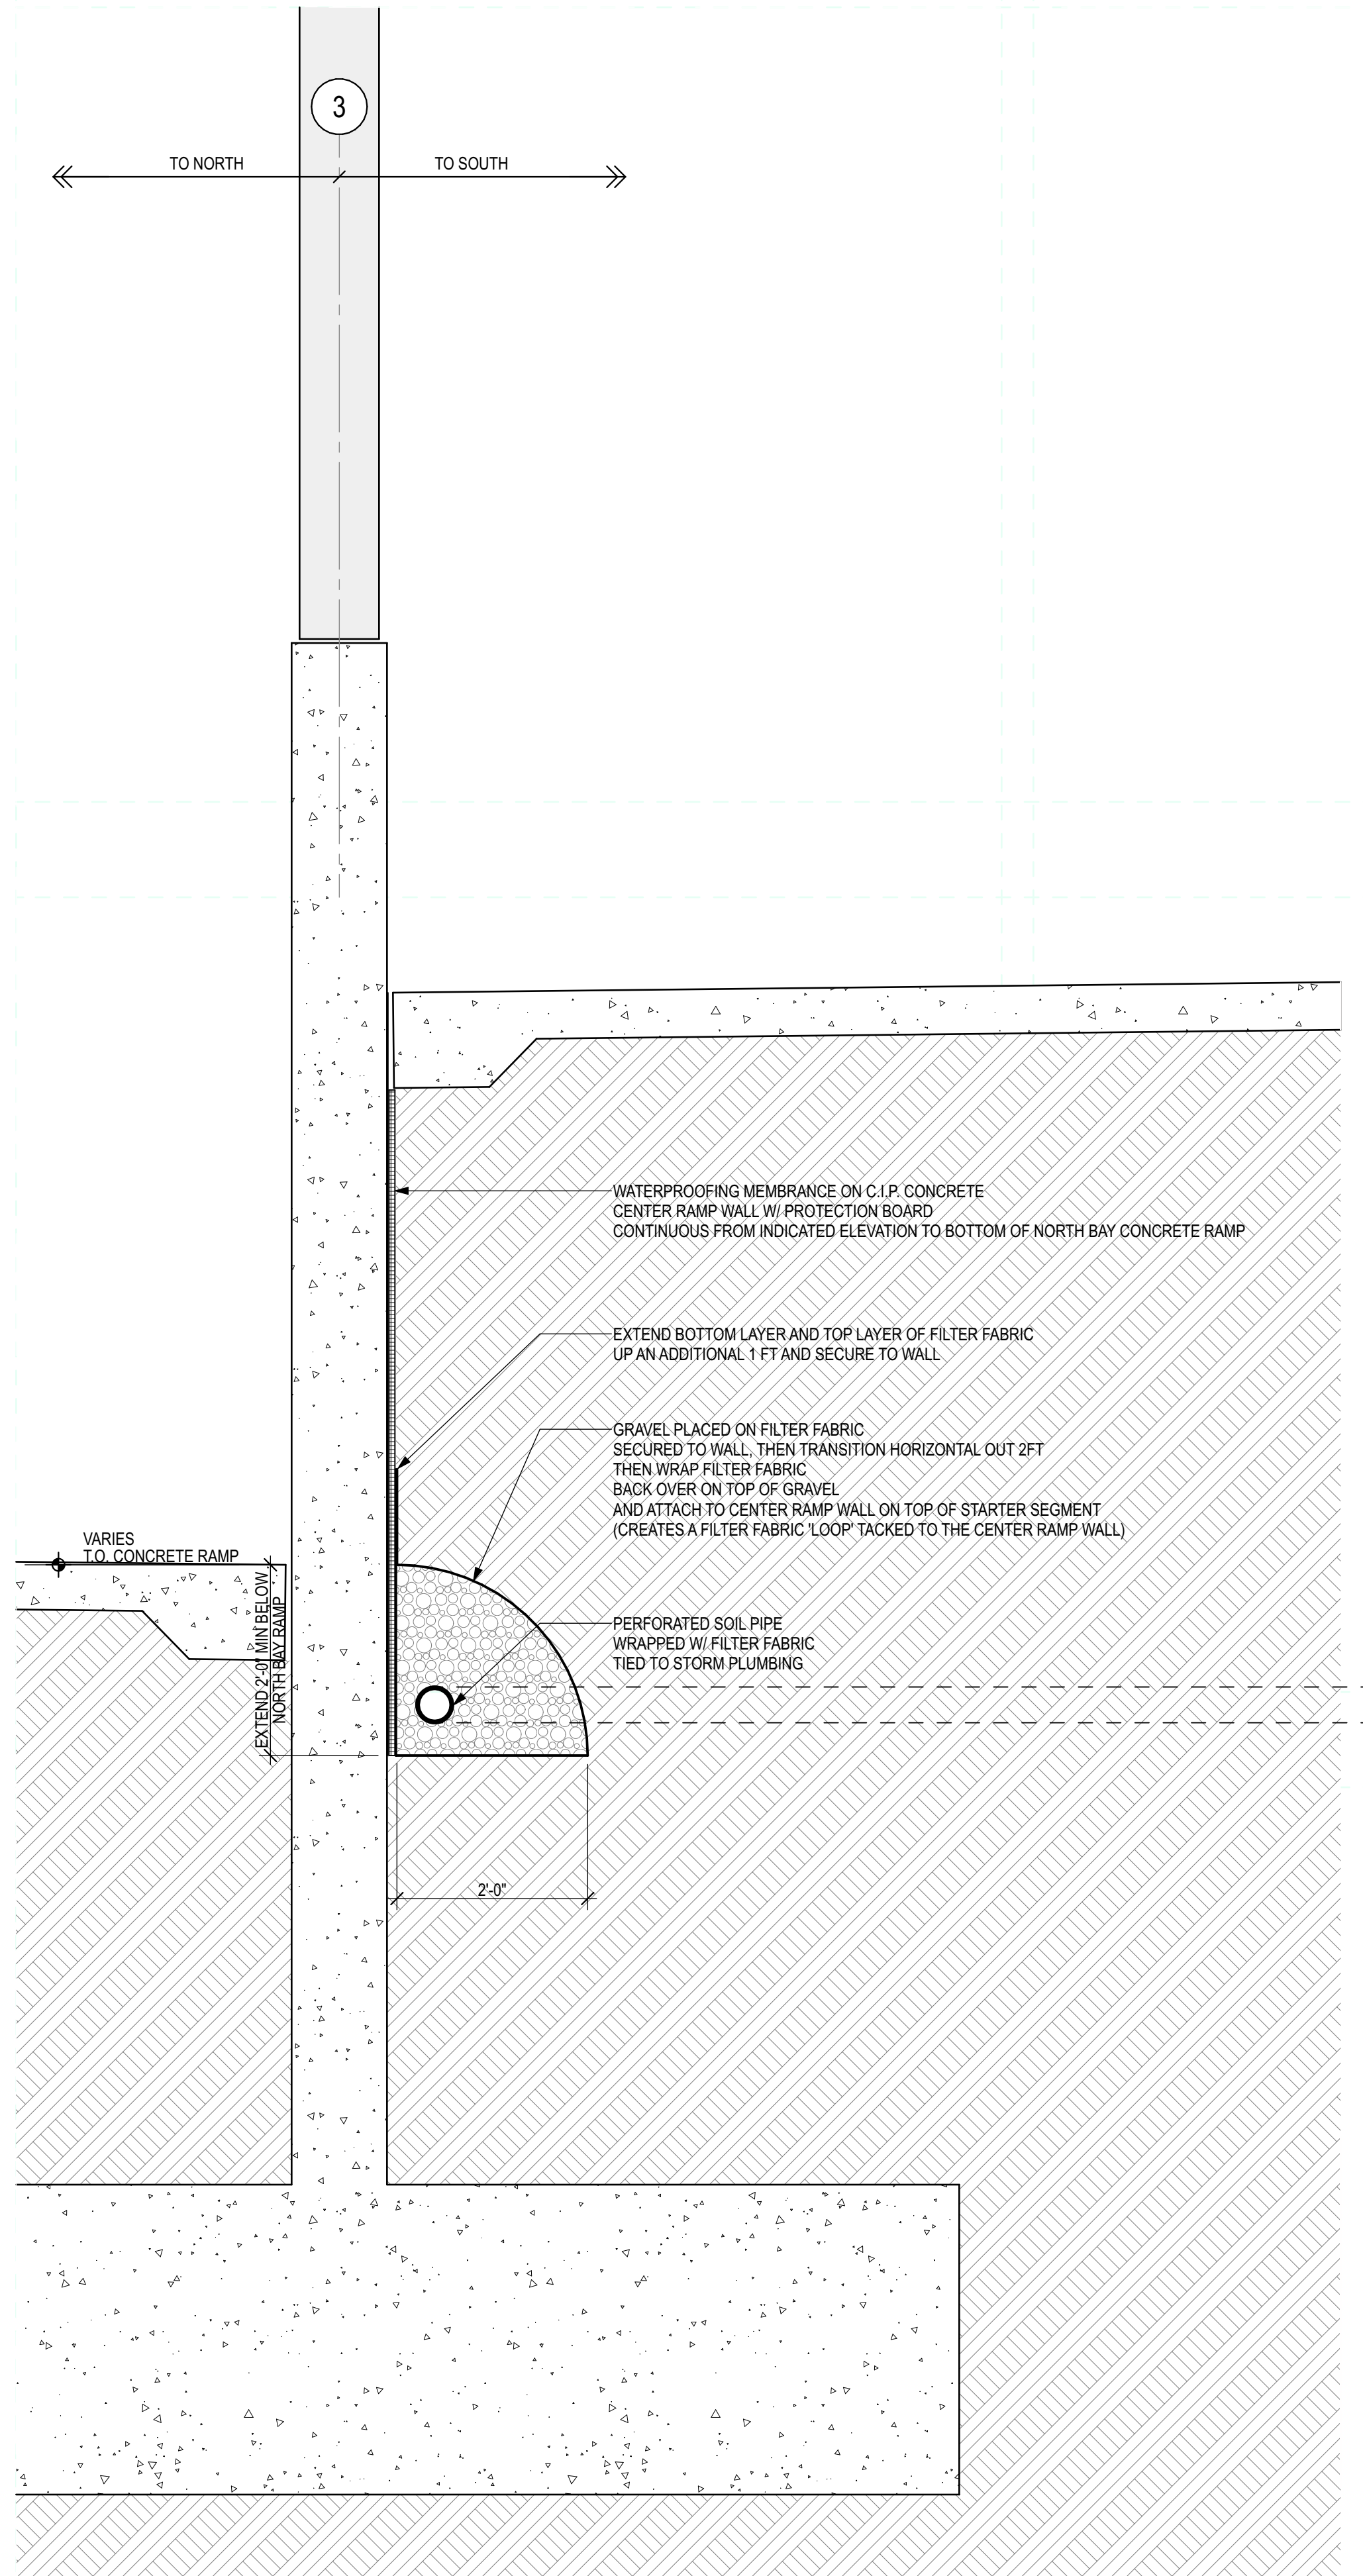 3
TO NORTH
TO SOUTH
WATERPROOFING MEMBRANCE ON C.I.P. CONCRETE
CENTER RAMP WALL W/ PROTECTION BOARD
CONTINUOUS FROM INDICATED ELEVATION TO BOTTOM OF NORTH BAY CONCRETE RAMP
EXTEND BOTTOM LAYER AND TOP LAYER OF FILTER FABRIC
UP AN ADDITIONAL 1 FT AND SECURE TO WALL
GRAVEL PLACED ON FILTER FABRIC
SECURED TO WALL, THEN TRANSITION HORIZONTAL OUT 2FT
THEN WRAP FILTER FABRIC
BACK OVER ON TOP OF GRAVEL
AND ATTACH TO CENTER RAMP WALL ON TOP OF STARTER SEGMENT
(CREATES A FILTER FABRIC 'LOOP' TACKED TO THE CENTER RAMP WALL)
VARIES
T.O. CONCRETE RAMP
EXTEND 2'-0" MIN BELOW
NORTH BAY RAMP
PERFORATED SOIL PIPE
WRAPPED W/ FILTER FABRIC
TIED TO STORM PLUMBING
2'-0"